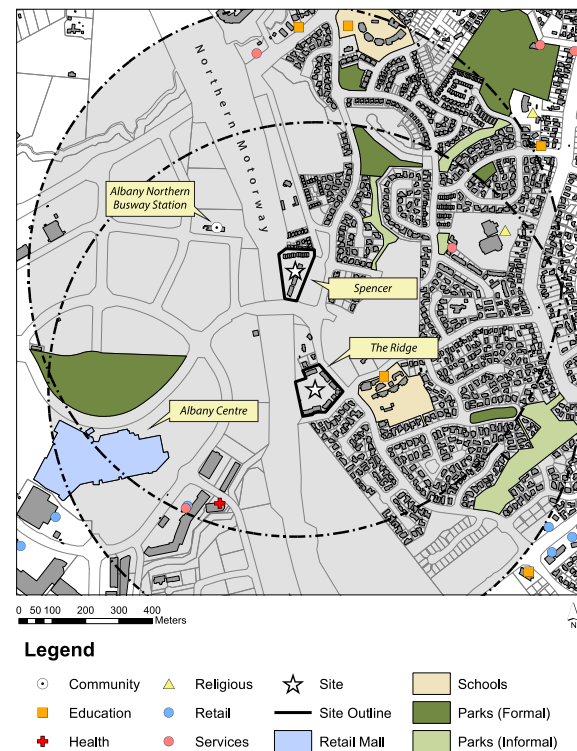 Northern Motorway
Albany Northern
Busway Station
Spencer
The Ridge
Albany Centre
0 50 100 200 300 400
Meters
N
Legend
Community
Religious
Site
Schools
Education
Retail
Site Outline
Parks (Formal)
Health
Services
Retail Mall
Parks (Informal)